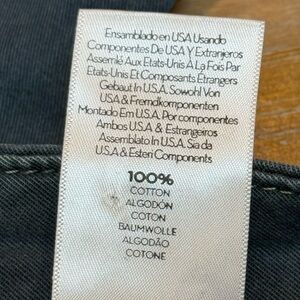 Ensamblado en USA Usando
Componentes De USA Y Extranjeros
Assemlé Aux Etats-Unis À La Fois Par
Etats-Unis Et Composants Étrangers
Gebaut In U.S.A. Sowohl Von
USA & Fremdkomponenten
Montado Em U.S.A. Por componentes
Ambos U.S.A & Estrangeiros
Assemblato In U.S.A. Sia da
U.S.A & Esteri Components
100%
COTTON
ALGODÓN
COTON
BAUMWOLLE
ALGODÃO
COTONE